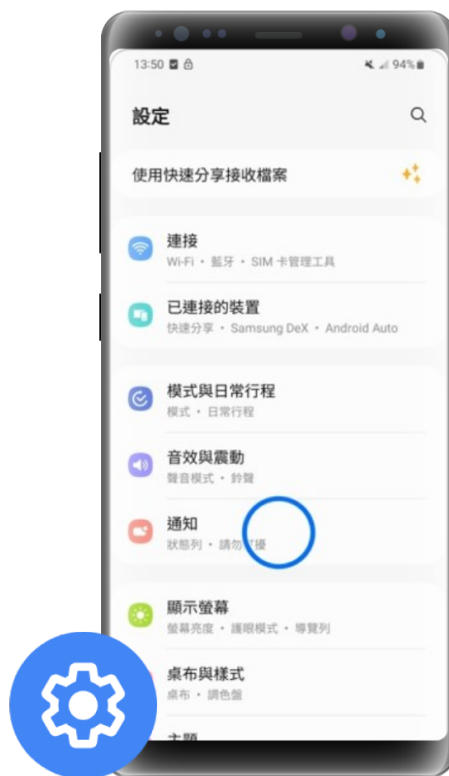 13:50 94%
設定
使用快速分享接收檔案
連接
Wi-Fi • 藍牙 • SIM 卡管理工具
已連接的裝置
快速分享 • Samsung DeX • Android Auto
模式與日常行程
模式 • 日常行程
音效與震動
聲音模式 • 鈴聲
通知
狀態列 • 請勿打擾
顯示螢幕
螢幕亮度 • 護眼模式 • 導覽列
桌布與樣式
桌布 • 調色盤
主題